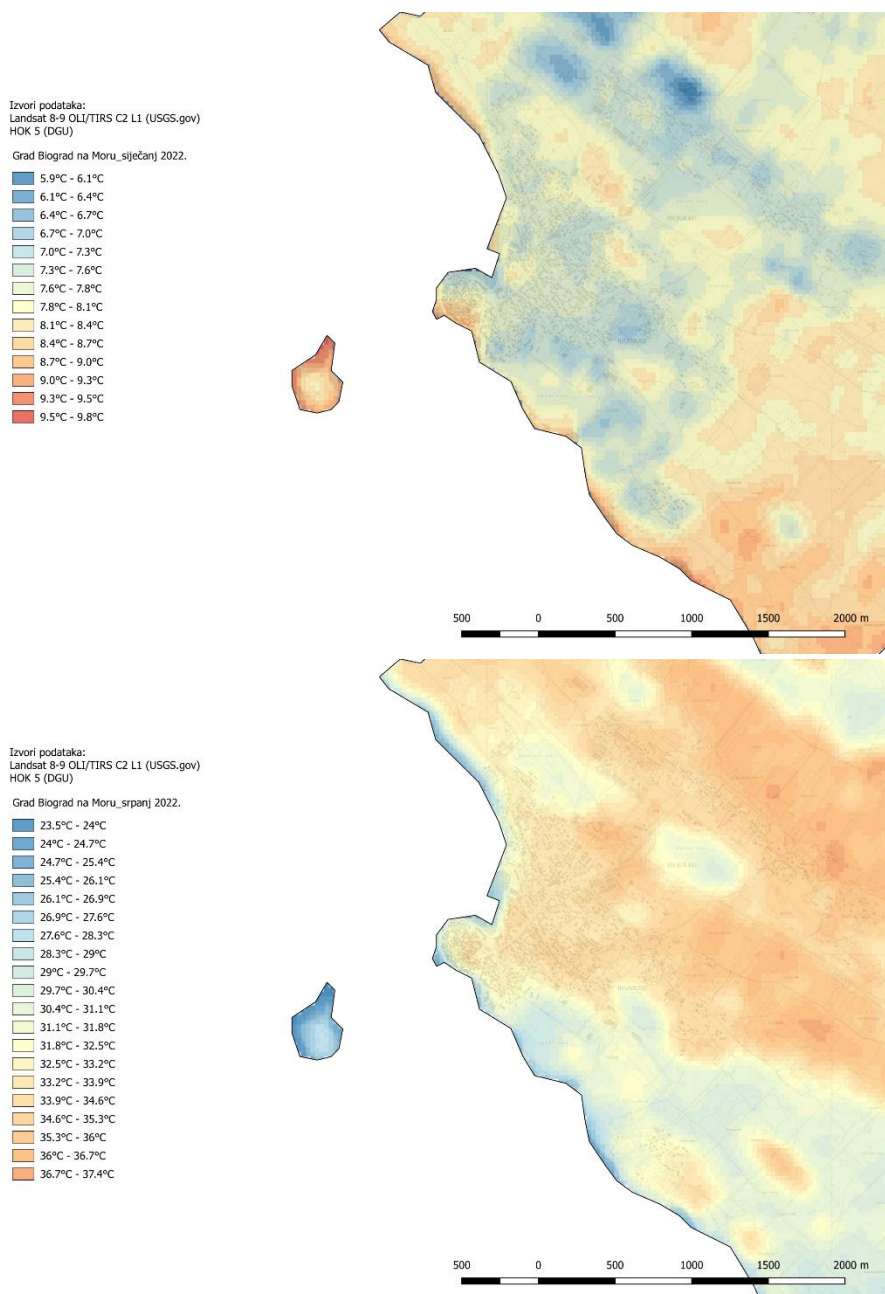 Izvori podataka:
Landsat 8-9 OLI/TIRS C2 L1 (USGS.gov)
HOK 5 (DGU)
Grad Biograd na Moru_siječanj 2022.
5.9°C - 6.1°C
6.1°C - 6.4°C
6.4°C - 6.7°C
6.7°C - 7.0°C
7.0°C - 7.3°C
7.3°C - 7.6°C
7.6°C - 7.8°C
7.8°C - 8.1°C
8.1°C - 8.4°C
8.4°C - 8.7°C
8.7°C - 9.0°C
9.0°C - 9.3°C
9.3°C - 9.5°C
9.5°C - 9.8°C
500 0 500 1000 1500 2000 m
Izvori podataka:
Landsat 8-9 OLI/TIRS C2 L1 (USGS.gov)
HOK 5 (DGU)
Grad Biograd na Moru_srpanj 2022.
23.5°C - 24°C
24°C - 24.7°C
24.7°C - 25.4°C
25.4°C - 26.1°C
26.1°C - 26.9°C
26.9°C - 27.6°C
27.6°C - 28.3°C
28.3°C - 29°C
29°C - 29.7°C
29.7°C - 30.4°C
30.4°C - 31.1°C
31.1°C - 31.8°C
31.8°C - 32.5°C
32.5°C - 33.2°C
33.2°C - 33.9°C
33.9°C - 34.6°C
34.6°C - 35.3°C
35.3°C - 36°C
36°C - 36.7°C
36.7°C - 37.4°C
500 0 500 1000 1500 2000 m